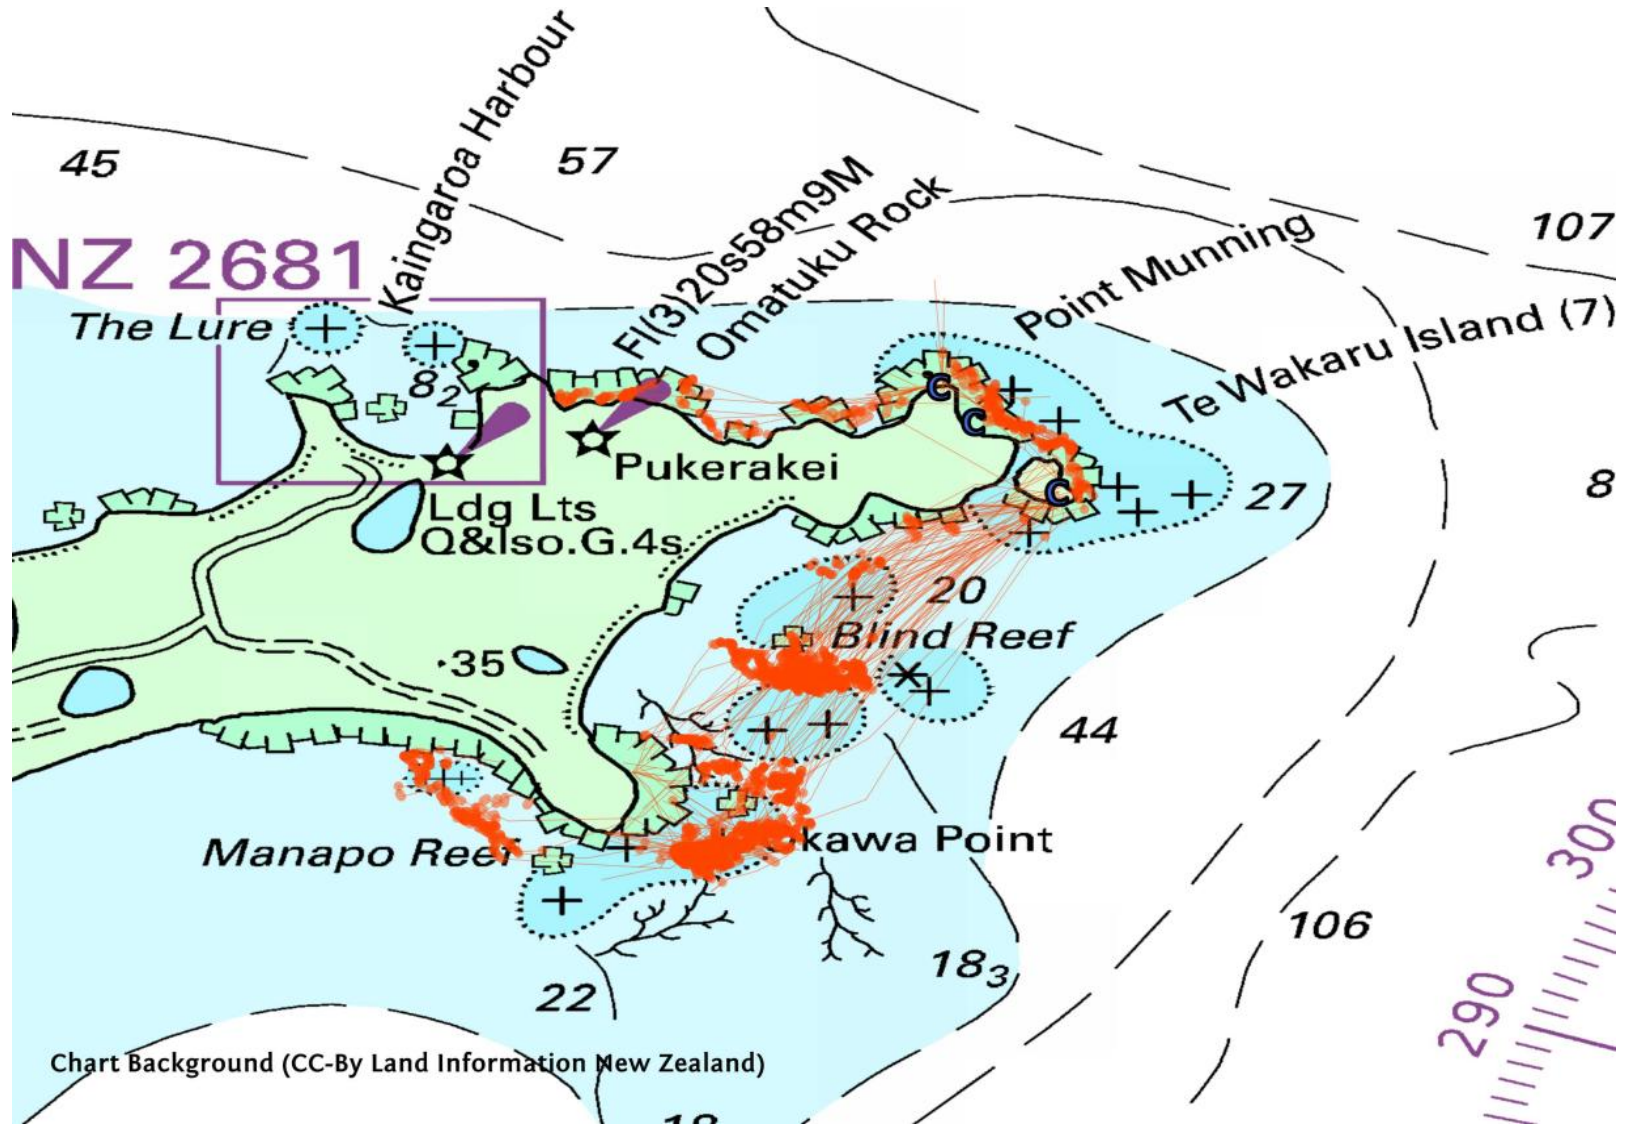 45
57
Kaingaroa Harbour
Fl(3)20s58m9M
Omatuku Rock
107
Point Munning
NZ 2681
The Lure
Te Wakaru Island (7)
8₂
Pukerakei
27
8
Ldg Lts
Q&Iso.G.4s
20
Blind Reef
35
44
Manapo Reef
kawa Point
300
106
18₃
290
22
Chart Background (CC-By Land Information New Zealand)